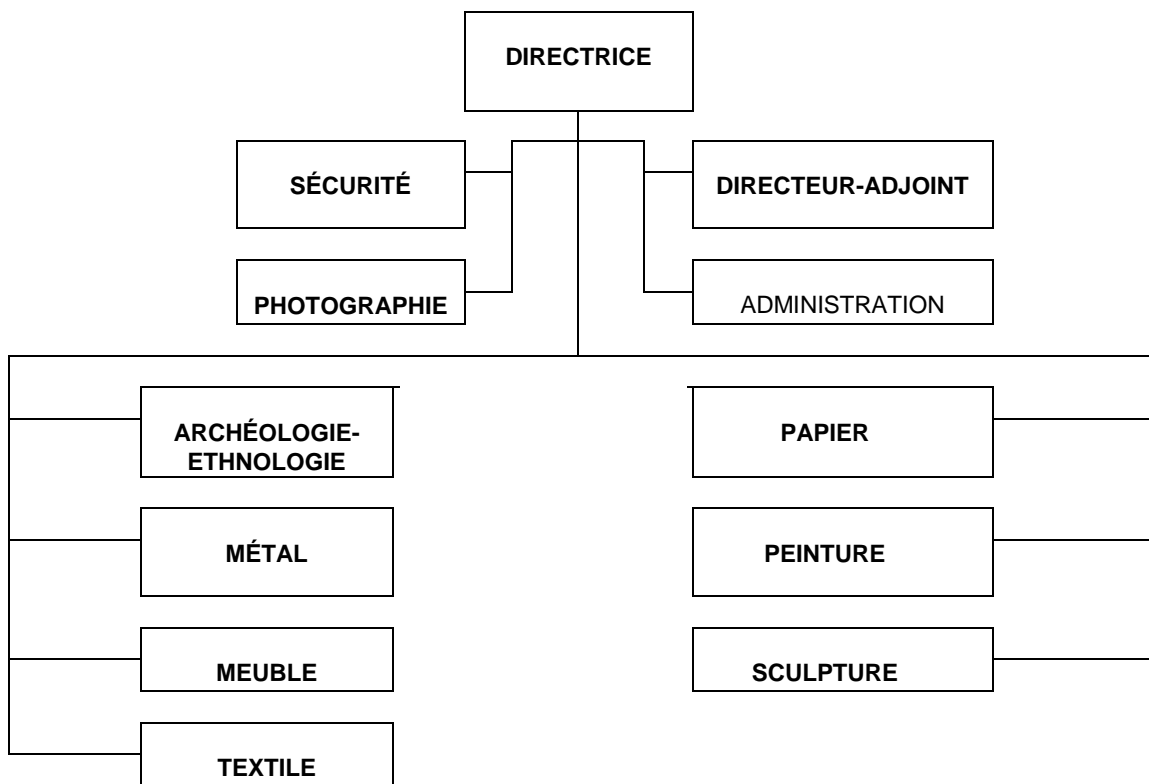 DIRECTRICE
SÉCURITÉ
DIRECTEUR-ADJOINT
PHOTOGRAPHIE
ADMINISTRATION
ARCHÉOLOGIE-
ETHNOLOGIE
PAPIER
MÉTAL
PEINTURE
MEUBLE
SCULPTURE
TEXTILE